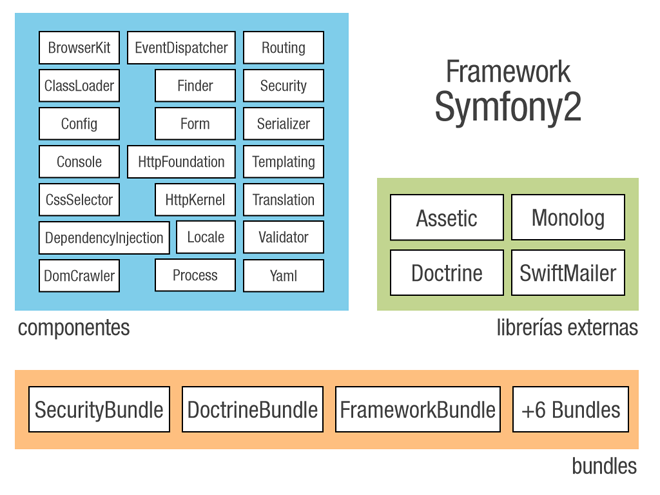 BrowserKit EventDispatcher Routing
ClassLoader Finder Security
Config Form Serializer
Console HttpFoundation Templating
CssSelector HttpKernel Translation
DependencyInjection Locale Validator
DomCrawler Process Yaml
componentes
Framework
Symfony2
Assetic Monolog
Doctrine SwiftMailer
librerías externas
SecurityBundle DoctrineBundle FrameworkBundle +6 Bundles
bundles